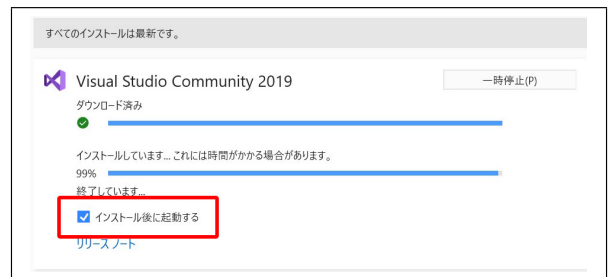 すべてのインストールは最新です。
Visual Studio Community 2019
一時停止(P)
ダウンロード済み
インストールしています... これには時間がかかる場合があります。
99%
終了しています...
インストール後に起動する
リリース ノート